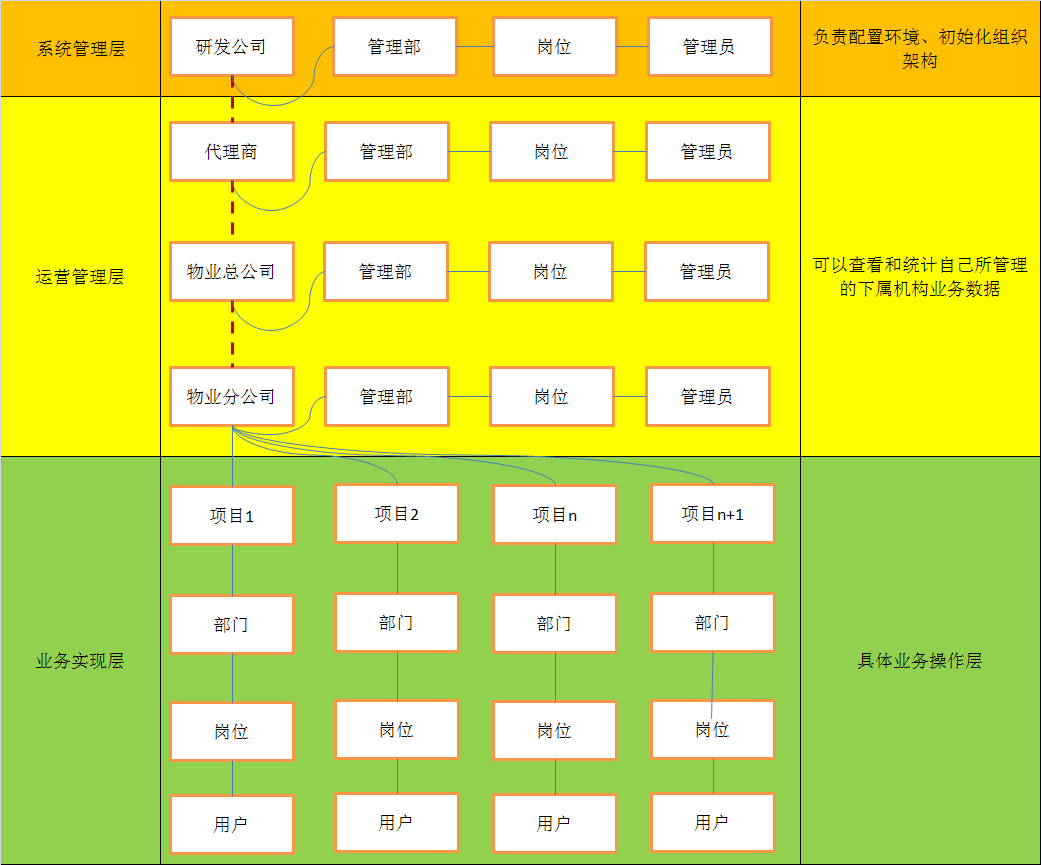 系统管理层
研发公司
管理部
岗位
管理员
负责配置环境、初始化组织
架构
代理商
管理部
岗位
管理员
运营管理层
物业总公司
管理部
岗位
管理员
可以查看和统计自己所管理
的下属机构业务数据
物业分公司
管理部
岗位
管理员
业务实现层
项目1
项目2
项目n
项目n+1
部门
部门
部门
部门
具体业务操作层
岗位
岗位
岗位
岗位
用户
用户
用户
用户